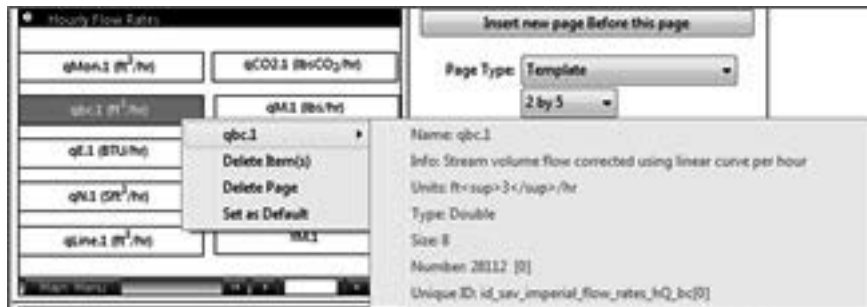 Hourly Flow Rates
qMon.1 (ft³/hr)
qCO2.1 (lbsCO₂/hr)
qbc.1 (ft³/hr)
qM.1 (lbs/hr)
qE.1 (BTU/hr)
qN.1 (Sft³/hr)
qLine.1 (ft³/hr)
Main Menu
Insert new page Before this page
Page Type: Template
2 by 5
qbc.1
Delete Item(s)
Delete Page
Set as Default
Name: qbc.1
Info: Stream volume flow corrected using linear curve per hour
Units: ft<sup>3</sup>/hr
Type: Double
Size: 8
Number: 28112 [0]
Unique ID: id_sav_imperial_flow_rates_hQ_bc[0]